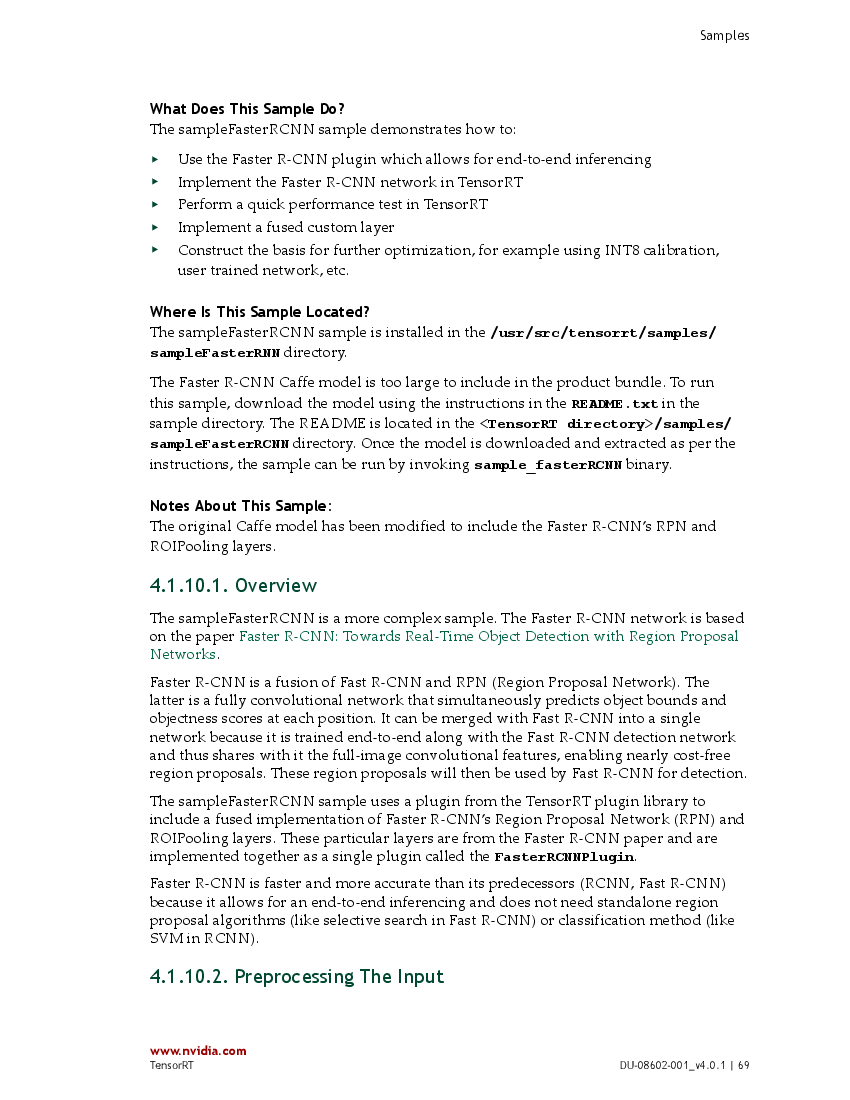 Samples
What Does This Sample Do?
The sampleFasterRCNN sample demonstrates how to:
‣ Use the Faster R-CNN plugin which allows for end-to-end inferencing
‣ Implement the Faster R-CNN network in TensorRT
‣ Perform a quick performance test in TensorRT
‣ Implement a fused custom layer
‣ Construct the basis for further optimization, for example using INT8 calibration,
user trained network, etc.
Where Is This Sample Located?
The sampleFasterRCNN sample is installed in the /usr/src/tensorrt/samples/
sampleFasterRNN directory.
The Faster R-CNN Caffe model is too large to include in the product bundle. To run
this sample, download the model using the instructions in the README.txt in the
sample directory. The README is located in the <TensorRT directory>/samples/
sampleFasterRCNN directory. Once the model is downloaded and extracted as per the
instructions, the sample can be run by invoking sample_fasterRCNN binary.
Notes About This Sample:
The original Caffe model has been modified to include the Faster R-CNN’s RPN and
ROIPooling layers.
4.1.10.1. Overview
The sampleFasterRCNN is a more complex sample. The Faster R-CNN network is based
on the paper Faster R-CNN: Towards Real-Time Object Detection with Region Proposal
Networks.
Faster R-CNN is a fusion of Fast R-CNN and RPN (Region Proposal Network). The
latter is a fully convolutional network that simultaneously predicts object bounds and
objectness scores at each position. It can be merged with Fast R-CNN into a single
network because it is trained end-to-end along with the Fast R-CNN detection network
and thus shares with it the full-image convolutional features, enabling nearly cost-free
region proposals. These region proposals will then be used by Fast R-CNN for detection.
The sampleFasterRCNN sample uses a plugin from the TensorRT plugin library to
include a fused implementation of Faster R-CNN’s Region Proposal Network (RPN) and
ROIPooling layers. These particular layers are from the Faster R-CNN paper and are
implemented together as a single plugin called the FasterRCNNPlugin.
Faster R-CNN is faster and more accurate than its predecessors (RCNN, Fast R-CNN)
because it allows for an end-to-end inferencing and does not need standalone region
proposal algorithms (like selective search in Fast R-CNN) or classification method (like
SVM in RCNN).
4.1.10.2. Preprocessing The Input
www.nvidia.com
TensorRT
DU-08602-001_v4.0.1 | 69